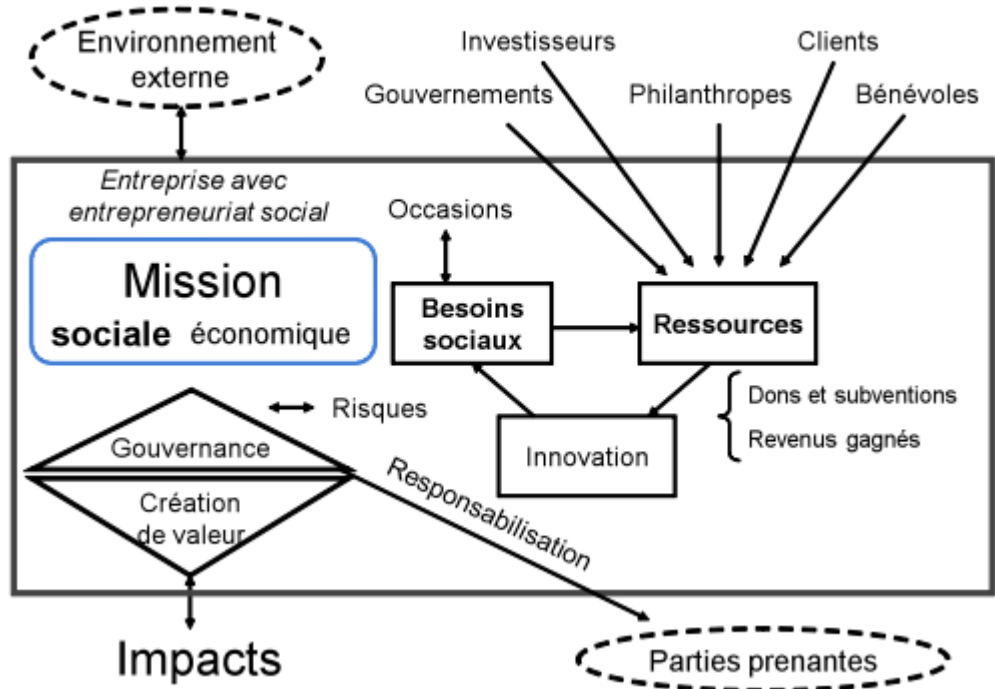 Environnement
externe
Investisseurs
Clients
Gouvernements
Philanthropes
Bénévoles
Entreprise avec
entrepreneuriat social
Occasions
Mission
sociale économique
Besoins
sociaux
Ressources
Risques
Dons et subventions
Revenus gagnés
Gouvernance
Innovation
Création
de valeur
Responsabilisation
Impacts
Parties prenantes